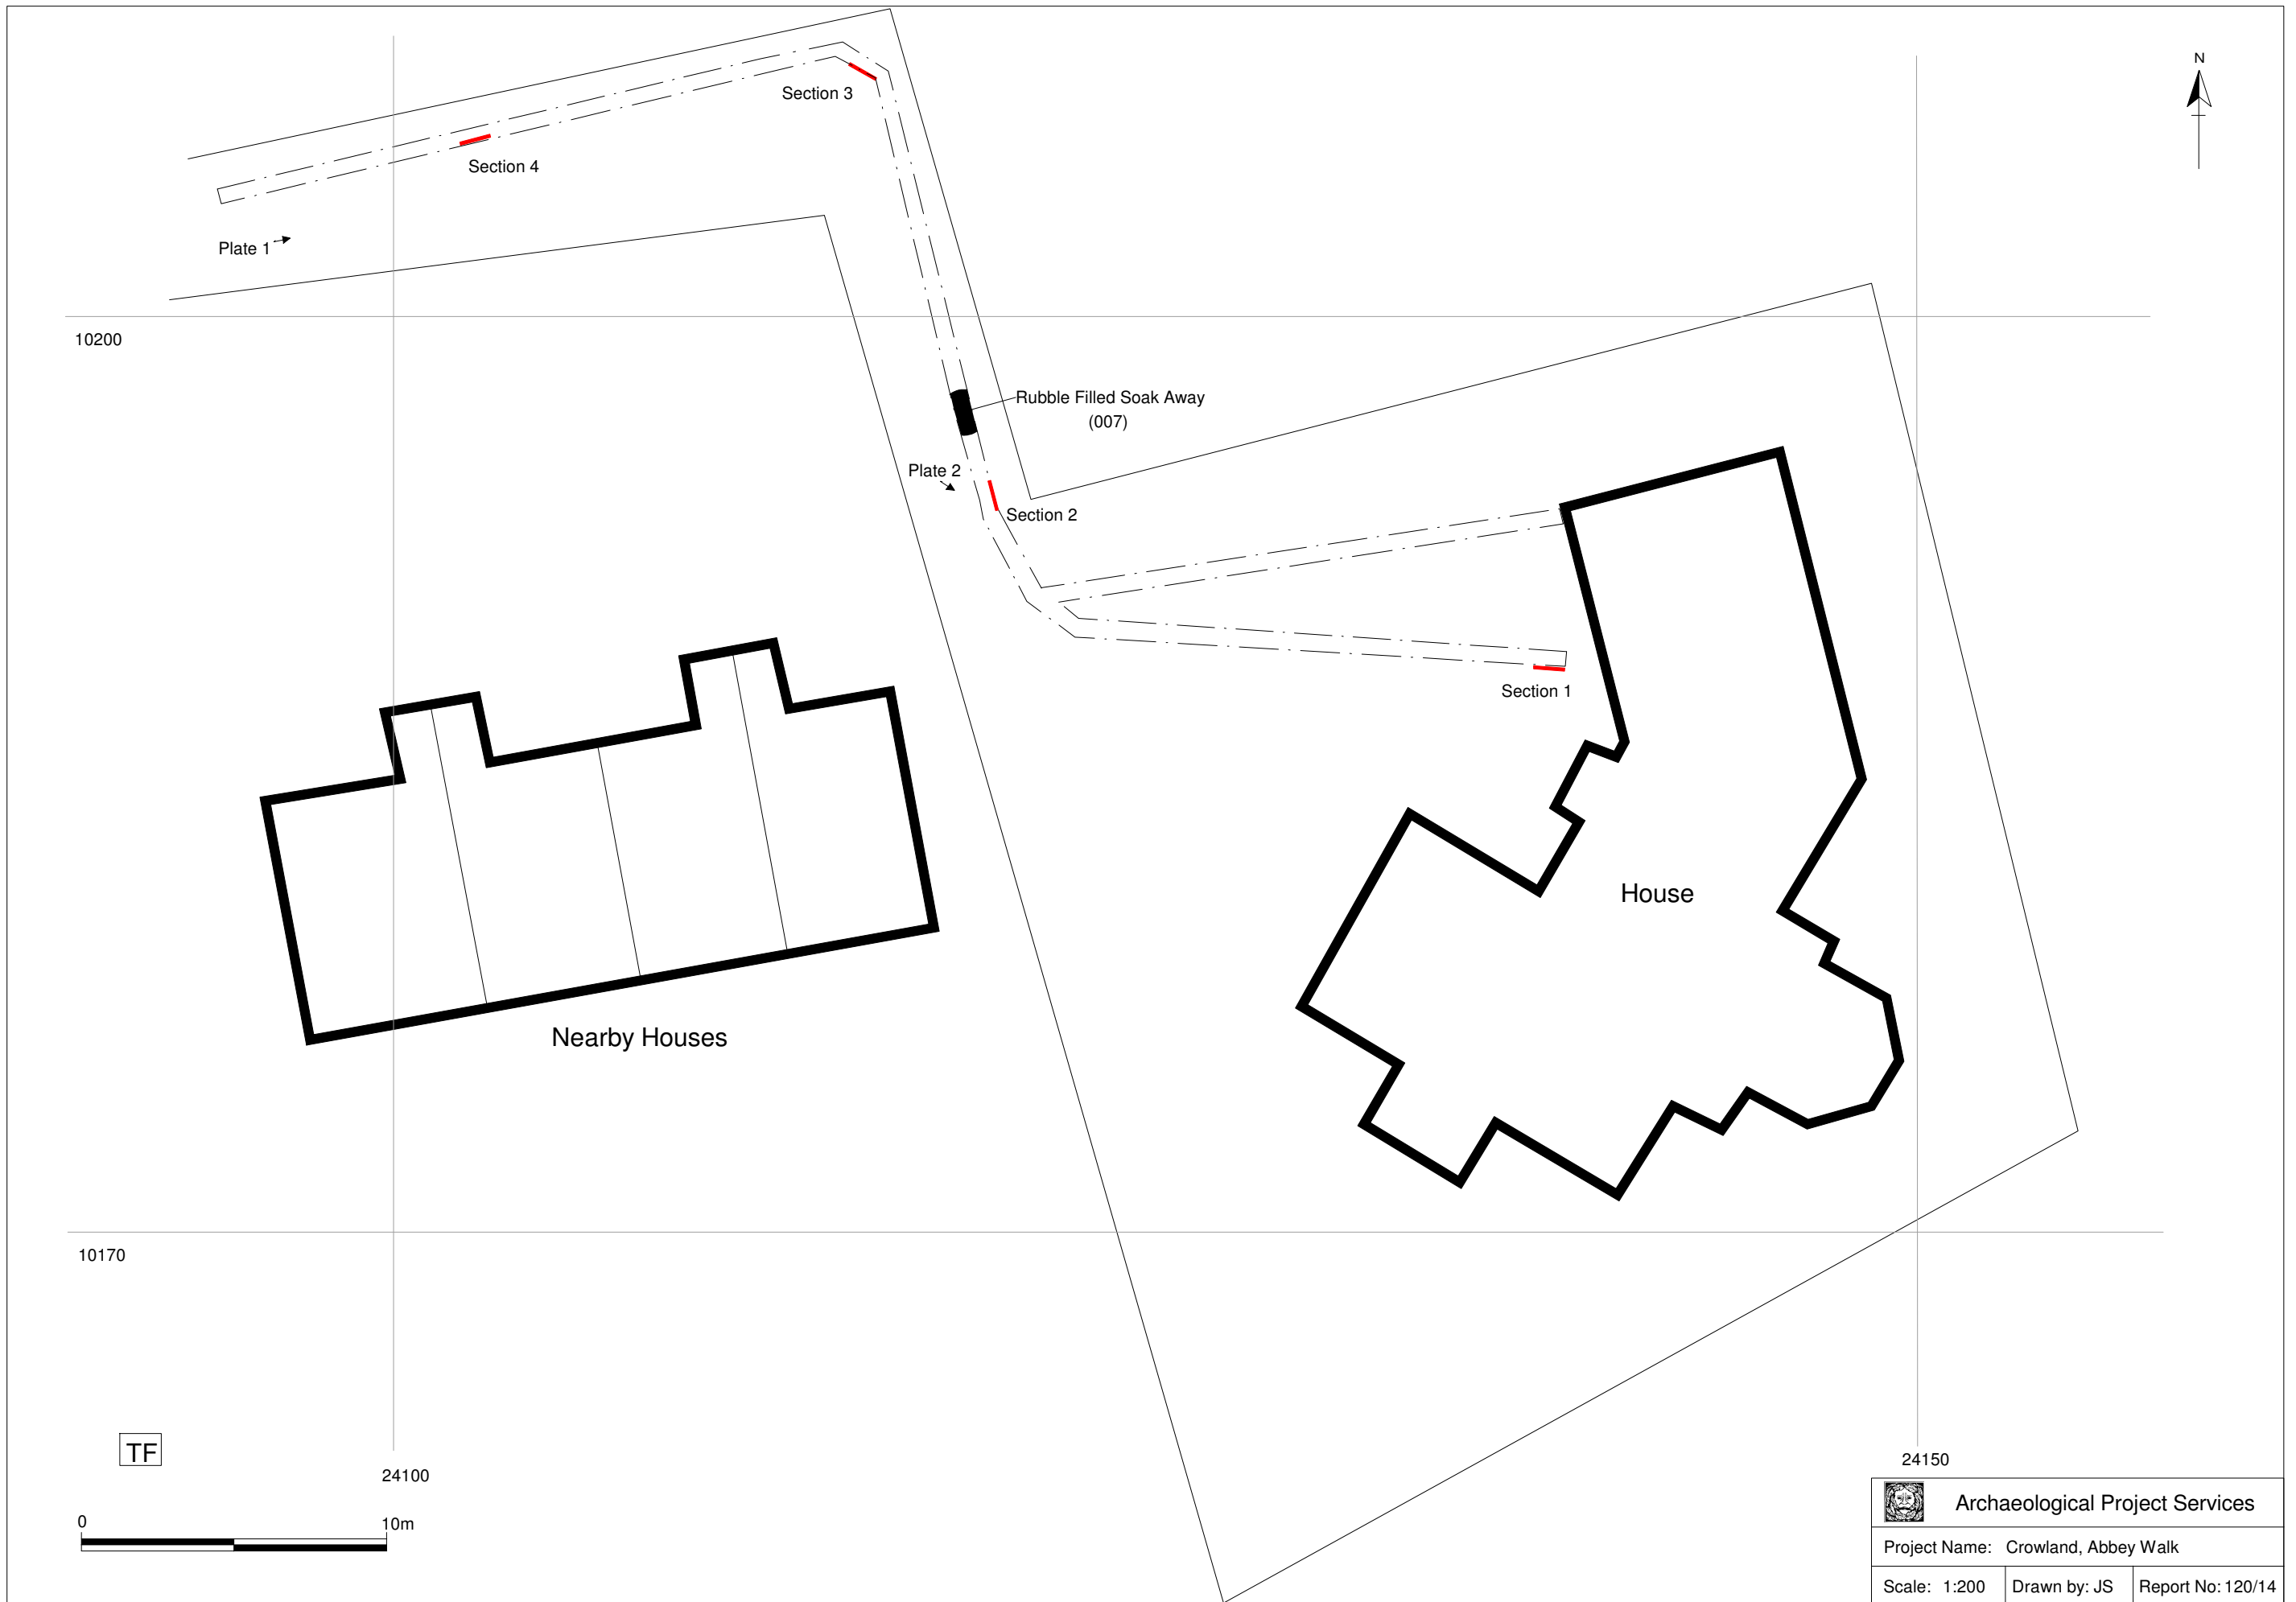 N
Section 3
Section 4
Plate 1
10200
Rubble Filled Soak Away
(007)
Plate 2
Section 2
Section 1
House
Nearby Houses
10170
TF
24100
24150
0
10m
Archaeological Project Services
Project Name: Crowland, Abbey Walk
Scale: 1:200
Drawn by: JS
Report No: 120/14